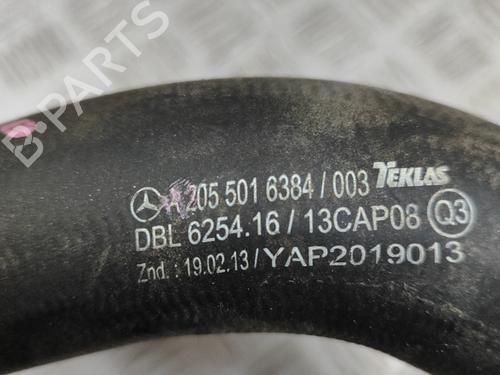 A 205 501 6384 / 003 TEKLAS
DBL 6254.16 / 13CAP08 Q3
Znd. : 19.02.13 / YAP2019013
B-PARTS